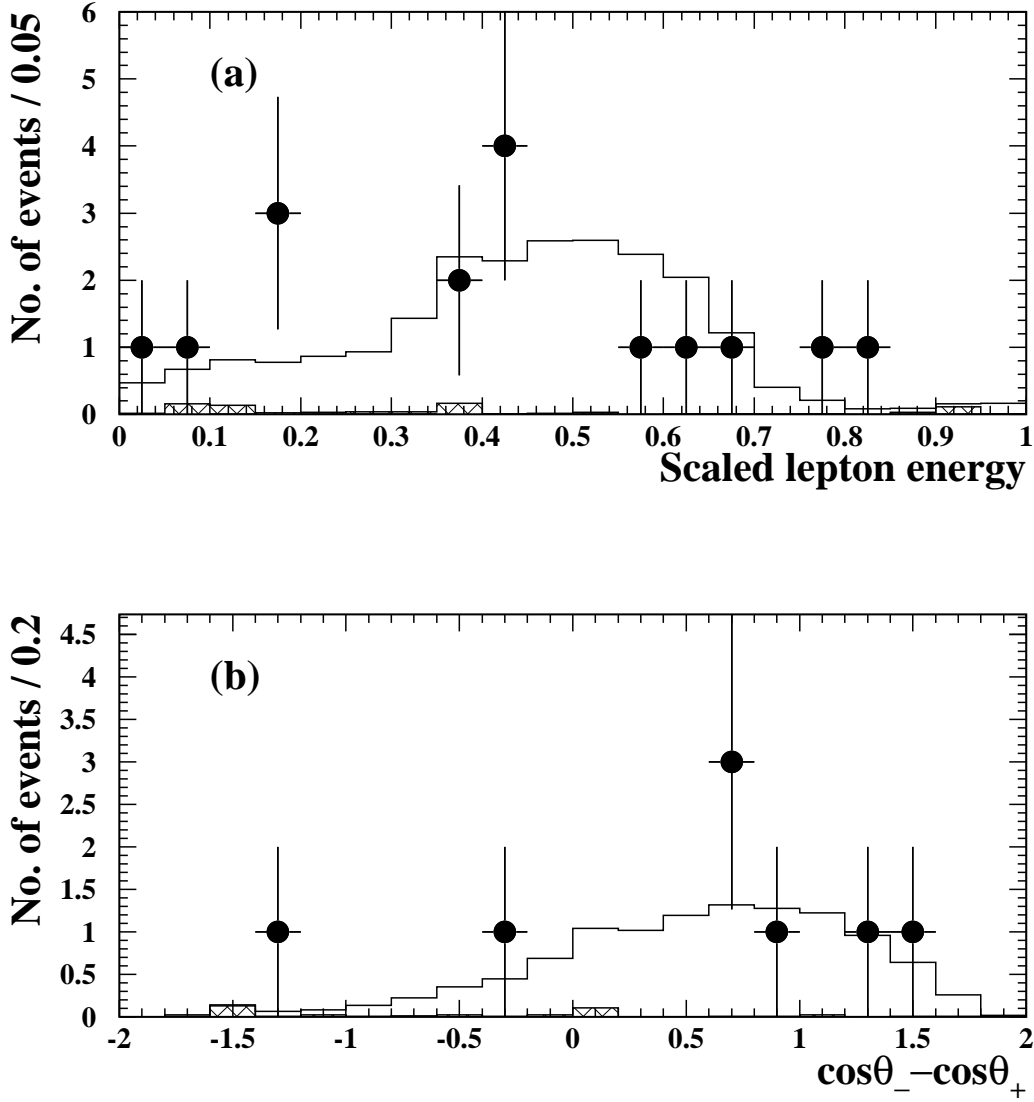 No. of events / 0.05
(a)
6
5
4
3
2
1
0
0 0.1 0.2 0.3 0.4 0.5 0.6 0.7 0.8 0.9 1
Scaled lepton energy
No. of events / 0.2
(b)
4.5
4
3.5
3
2.5
2
1.5
1
0.5
0
-2 -1.5 -1 -0.5 0 0.5 1 1.5 2
cosθ₋–cosθ₊